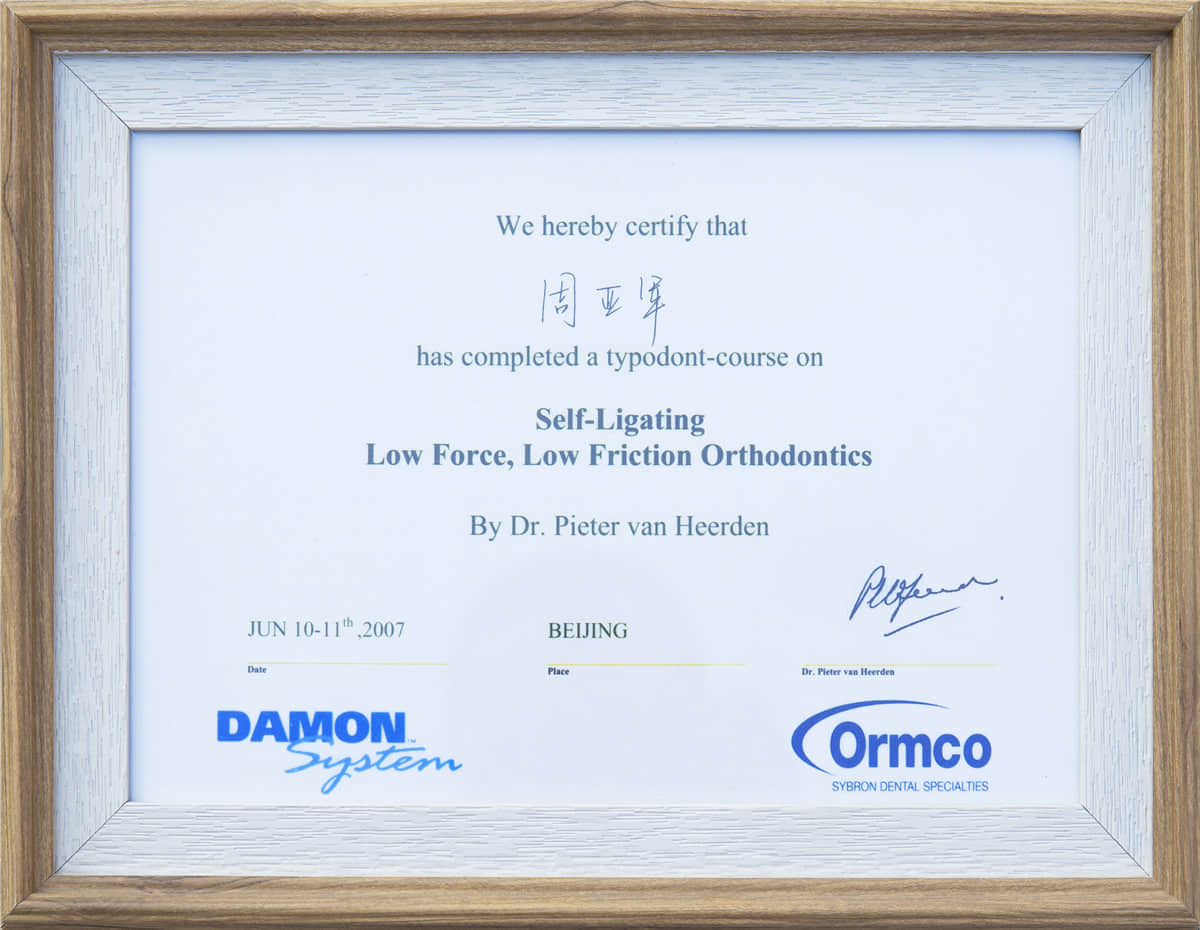 We hereby certify that
周亚军
has completed a typodont-course on
Self-Ligating
Low Force, Low Friction Orthodontics
By Dr. Pieter van Heerden
JUN 10-11th ,2007 BEIJING
Date Place Dr. Pieter van Heerden
DAMON™ Ormco
System SYBRON DENTAL SPECIALTIES